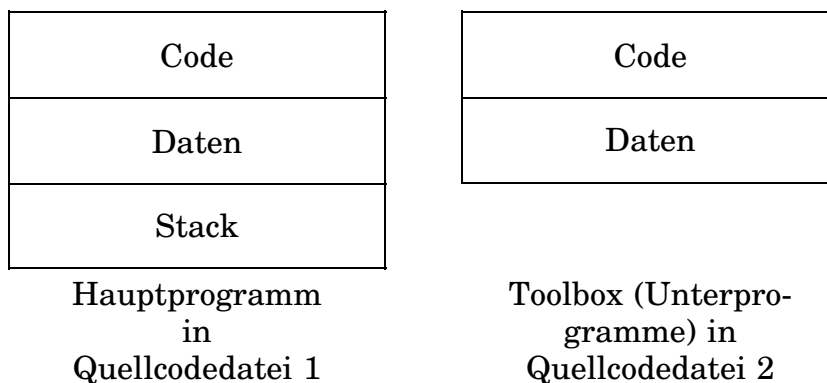 Code
Daten
Stack
Hauptprogramm
in
Quellcodedatei 1
Code
Daten
Toolbox (Unterpro-
gramme) in
Quellcodedatei 2